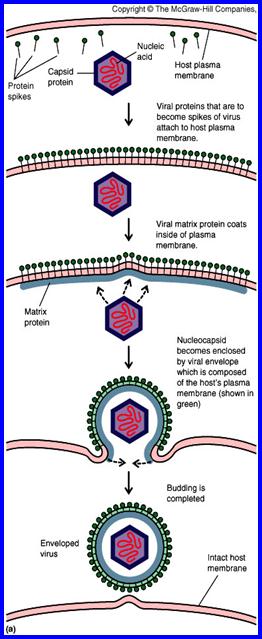 Copyright © The McGraw-Hill Companies,
Nucleic
acid
Capsid
protein
Protein
spikes
Host plasma
membrane
Viral proteins that are to
become spikes of virus
attach to host plasma
membrane.
Viral matrix protein coats
inside of plasma
membrane.
Matrix
protein
Nucleocapsid
becomes enclosed
by viral envelope
which is composed
of the host's plasma
membrane (shown in
green)
Budding is
completed
Enveloped
virus
Intact host
membrane
(a)